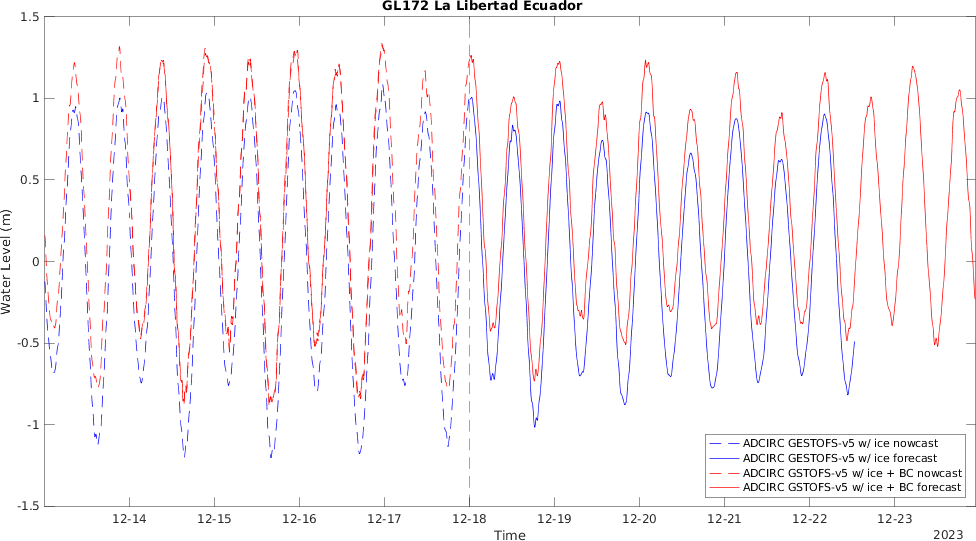 GL172 La Libertad Ecuador
1.5
1
0.5
0
-0.5
-1
-1.5
Water Level (m)
12-14 12-15 12-16 12-17 12-18 12-19 12-20 12-21 12-22 12-23
Time
2023
ADCIRC GESTOFS-v5 w/ ice nowcast
ADCIRC GESTOFS-v5 w/ ice forecast
ADCIRC GSTOFS-v5 w/ ice + BC nowcast
ADCIRC GSTOFS-v5 w/ ice + BC forecast